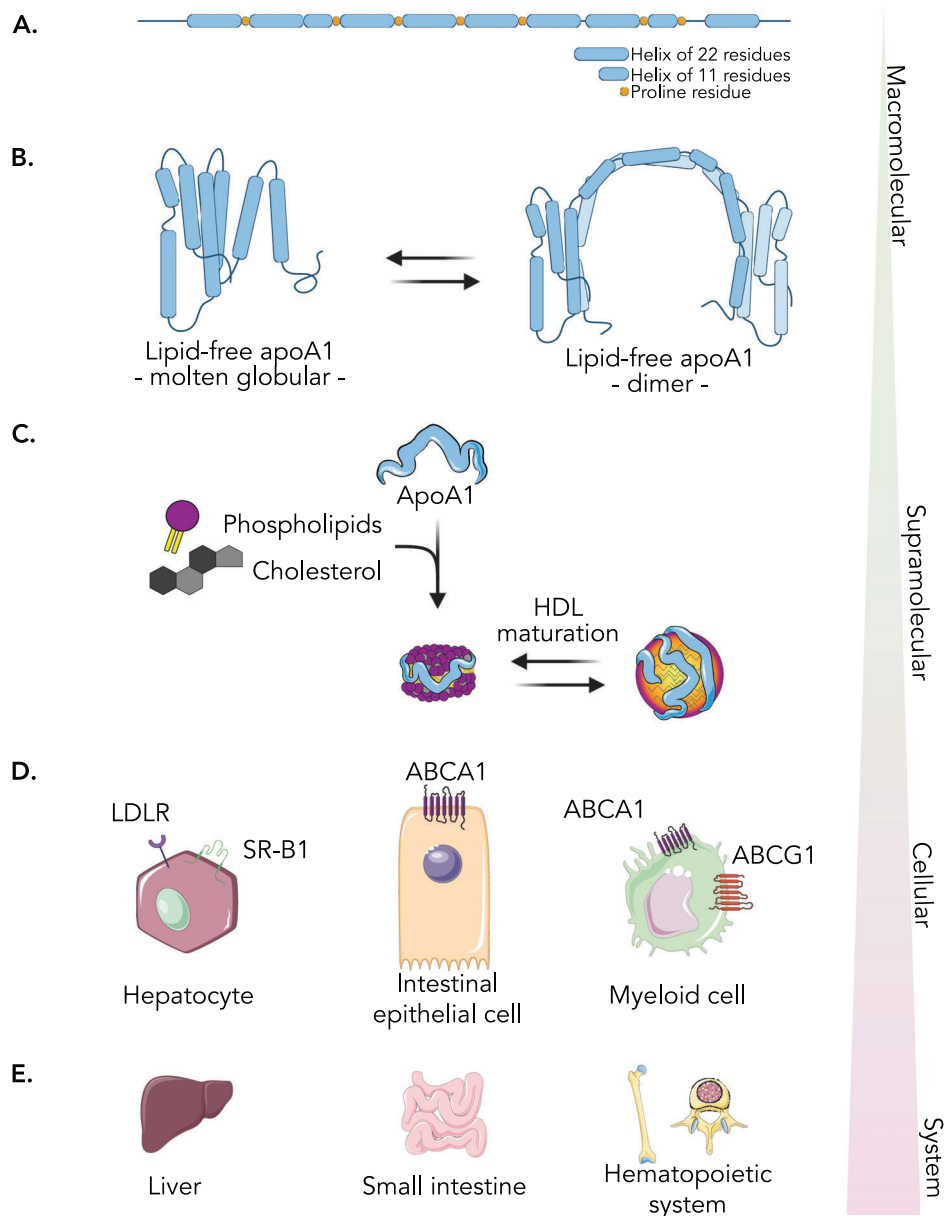 A.
Helix of 22 residues
Helix of 11 residues
Proline residue
Macromolecular
B.
Lipid-free apoA1
- molten globular -
Lipid-free apoA1
- dimer -
C.
ApoA1
Phospholipids
Cholesterol
HDL
maturation
Supramolecular
D.
LDLR
SR-B1
Hepatocyte
ABCA1
Intestinal
epithelial cell
ABCA1
ABCG1
Myeloid cell
Cellular
E.
Liver
Small intestine
Hematopoietic
system
System